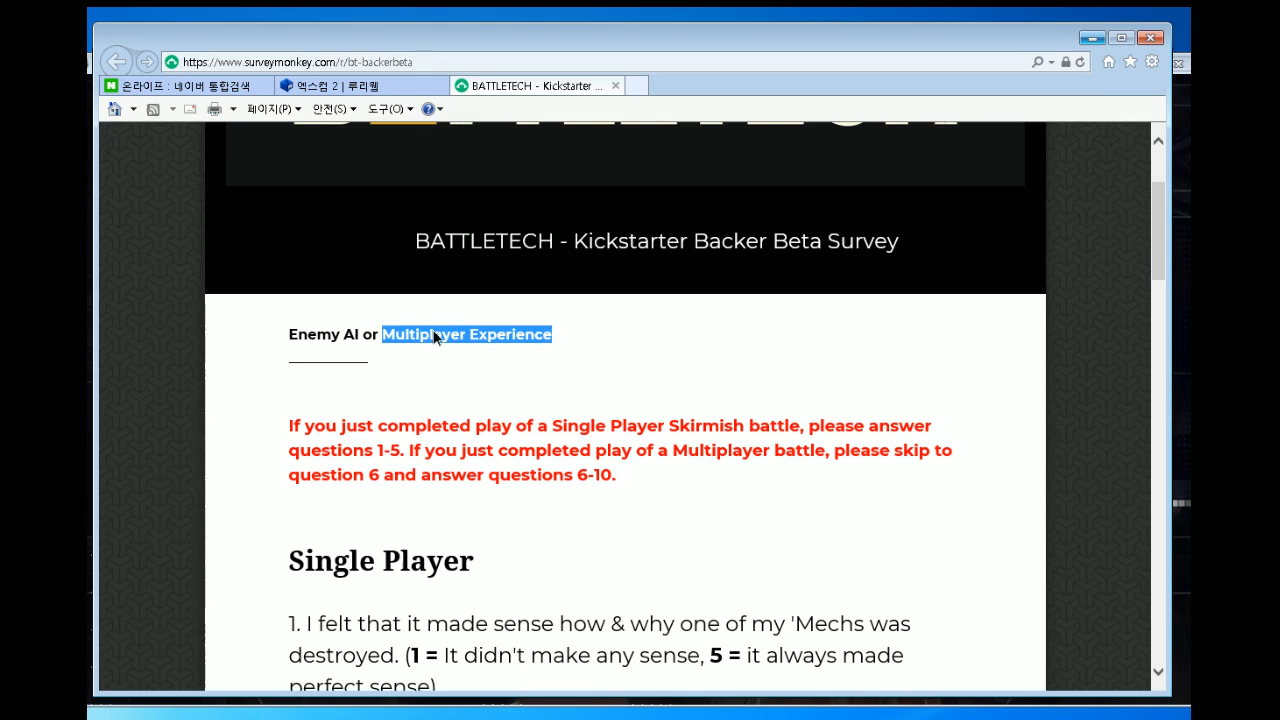 https://www.surveymonkey.com/r/bt-backerbeta
온라이프 : 네이버 통합검색
엑스컴 2 | 루리웹
BATTLETECH - Kickstarter ...
페이지(P)
안전(S)
도구(O)
BATTLETECH - Kickstarter Backer Beta Survey
Enemy AI or Multiplayer Experience
If you just completed play of a Single Player Skirmish battle, please answer
questions 1-5. If you just completed play of a Multiplayer battle, please skip to
question 6 and answer questions 6-10.
Single Player
1. I felt that it made sense how & why one of my 'Mechs was
destroyed. (1 = It didn't make any sense, 5 = it always made
perfect sense)